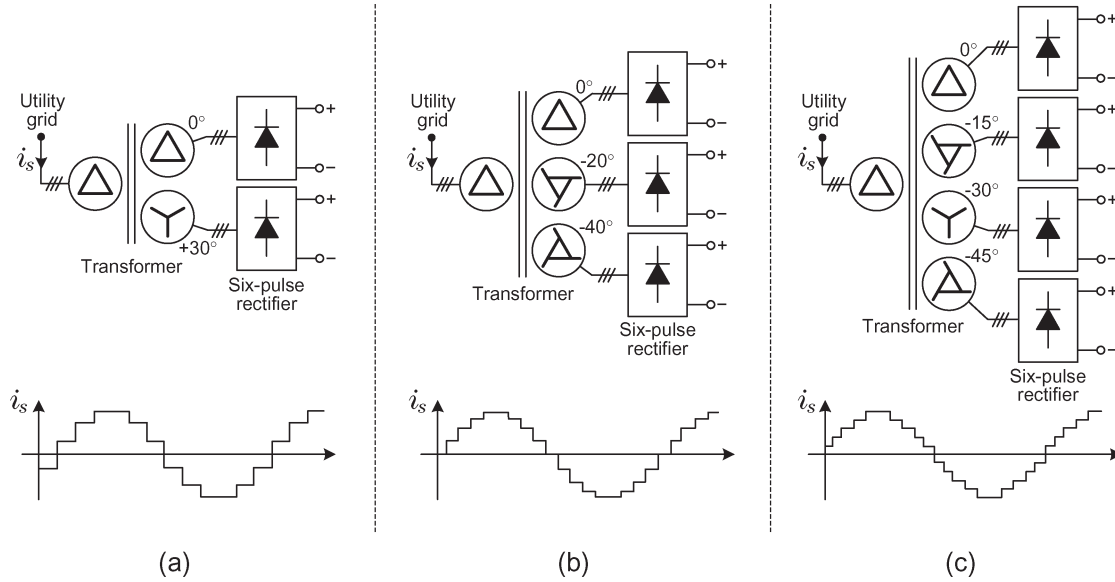 Utility
grid
i_s
0°
+30°
Transformer
+
−
+
−
Six-pulse
rectifier
i_s
(a)
Utility
grid
i_s
0°
-20°
-40°
Transformer
+
−
+
−
+
−
Six-pulse
rectifier
i_s
(b)
Utility
grid
i_s
0°
-15°
-30°
-45°
Transformer
+
−
+
−
+
−
+
−
Six-pulse
rectifier
i_s
(c)